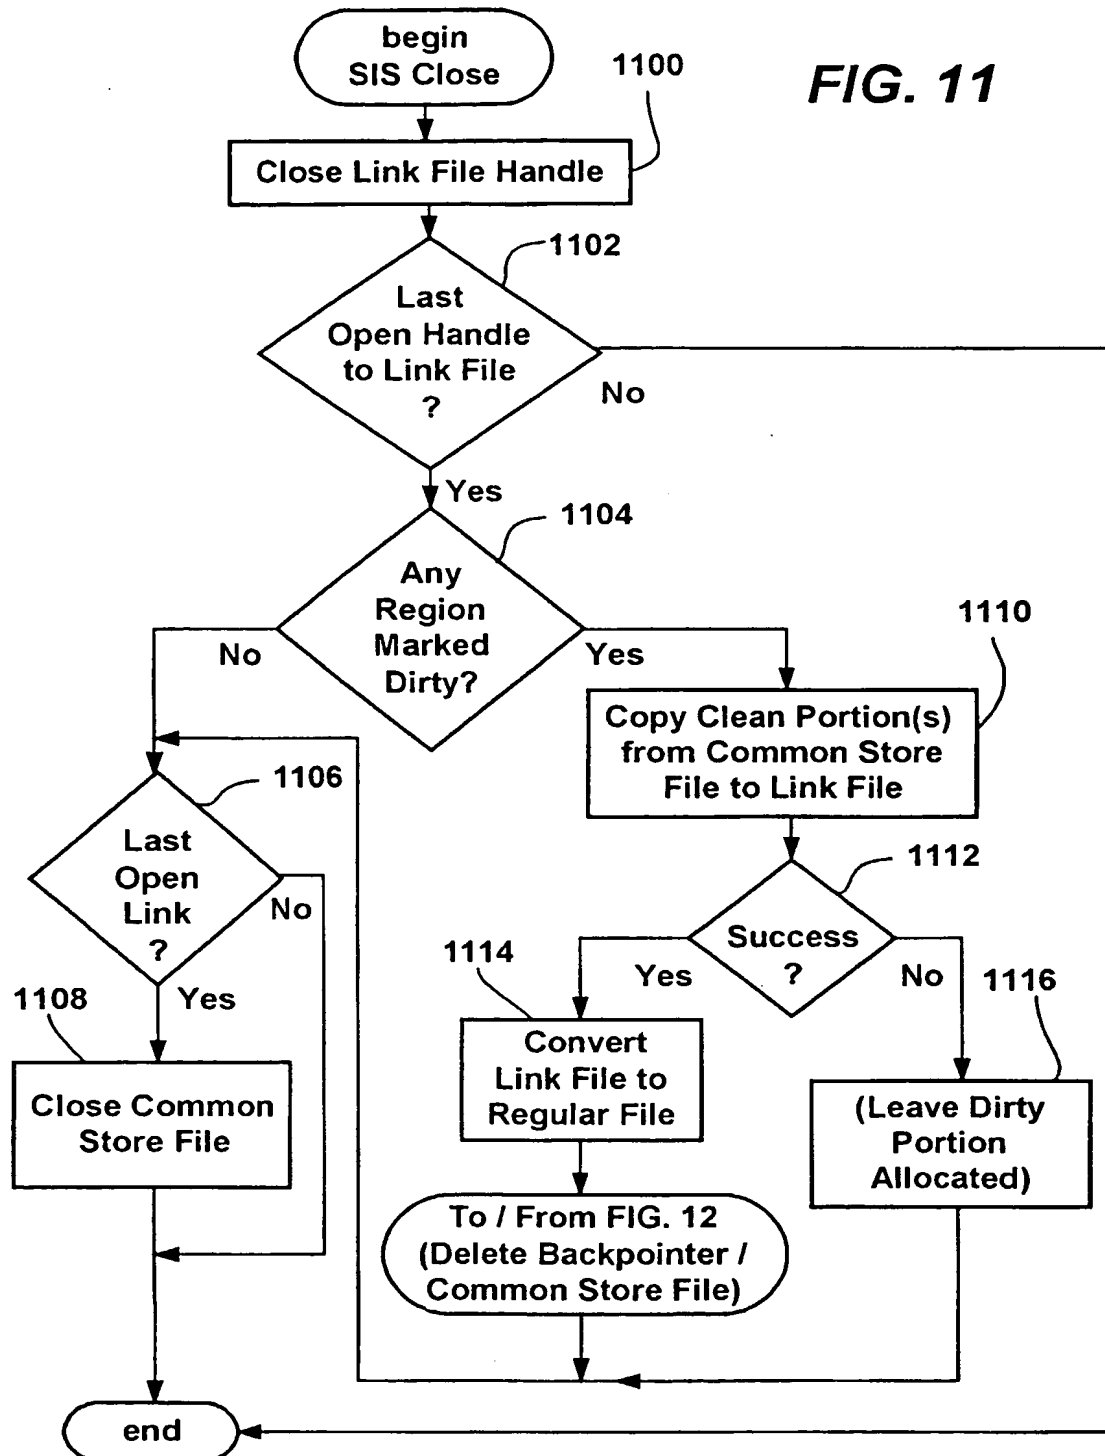 begin
SIS Close
1100
FIG. 11
Close Link File Handle
1102
Last
Open Handle
to Link File
?
No
Yes
1104
Any
Region
Marked
Dirty?
No
Yes
1110
Copy Clean Portion(s)
from Common Store
File to Link File
1106
Last
Open
Link
?
No
Yes
1112
Success
?
Yes
No
1108
Close Common
Store File
1114
Convert
Link File to
Regular File
1116
(Leave Dirty
Portion
Allocated)
To / From FIG. 12
(Delete Backpointer /
Common Store File)
end